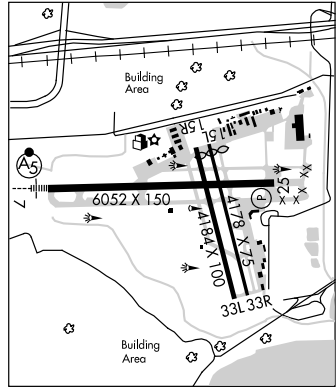 Building
Area
15R
15L
A5
25
P
7
6052 X 150
4184 X 100
4178 X 75
33L 33R
Building
Area